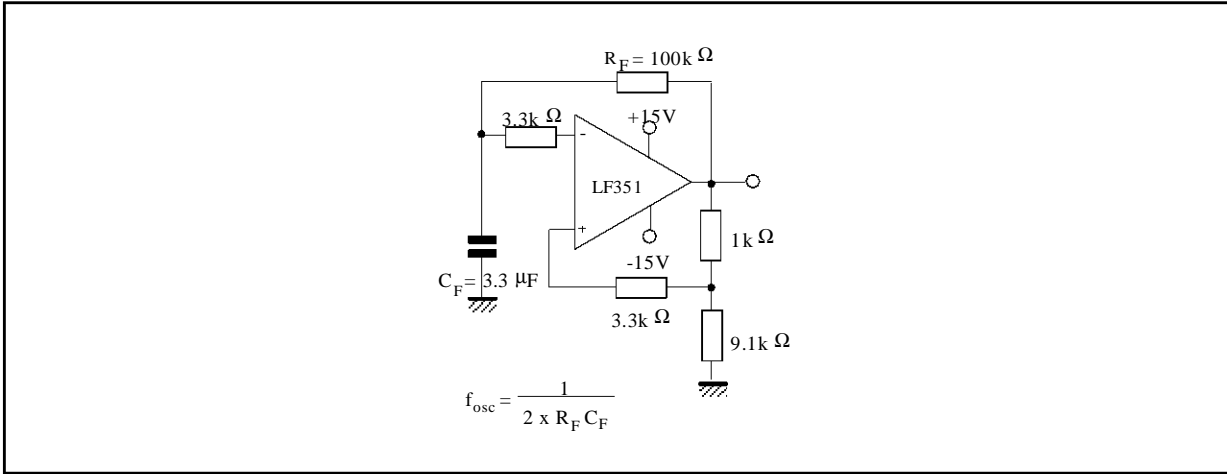 R_F = 100k Ω
3.3k Ω
+15V
-
LF351
+
1k Ω
-15V
C_F = 3.3 μF
3.3k Ω
9.1k Ω
f_osc = 1
2 x R_F C_F